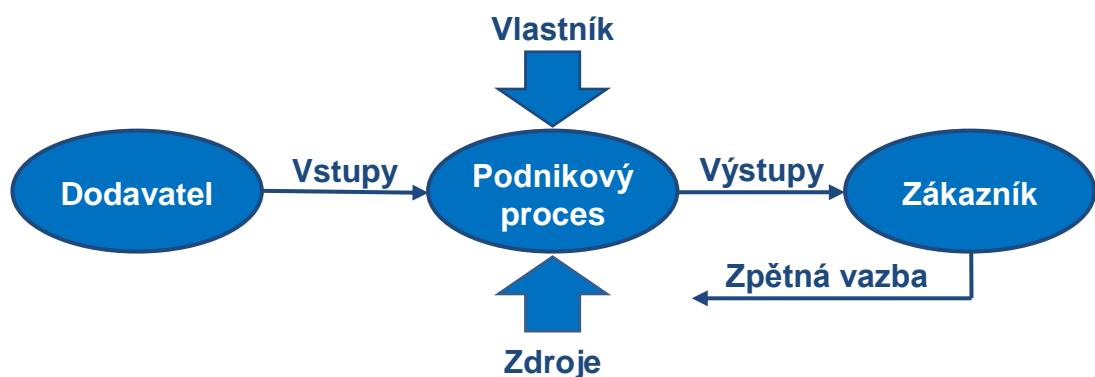 Vlastník
Dodavatel
Vstupy
Podnikový
proces
Výstupy
Zákazník
Zpětná vazba
Zdroje